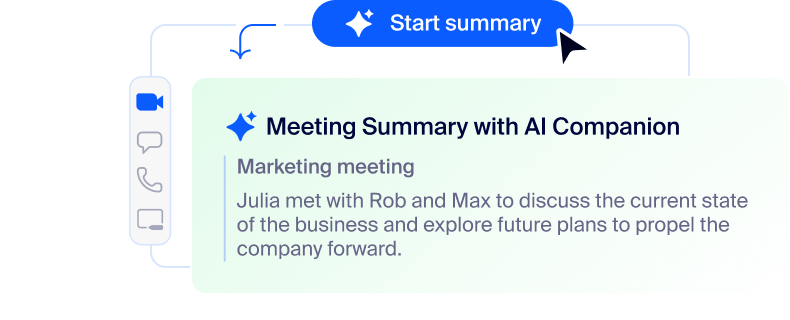 Start summary
Meeting Summary with AI Companion
Marketing meeting
Julia met with Rob and Max to discuss the current state
of the business and explore future plans to propel the
company forward.